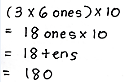 (3 x 6 ones) x 10
= 18 ones x 10
= 18 tens
= 180